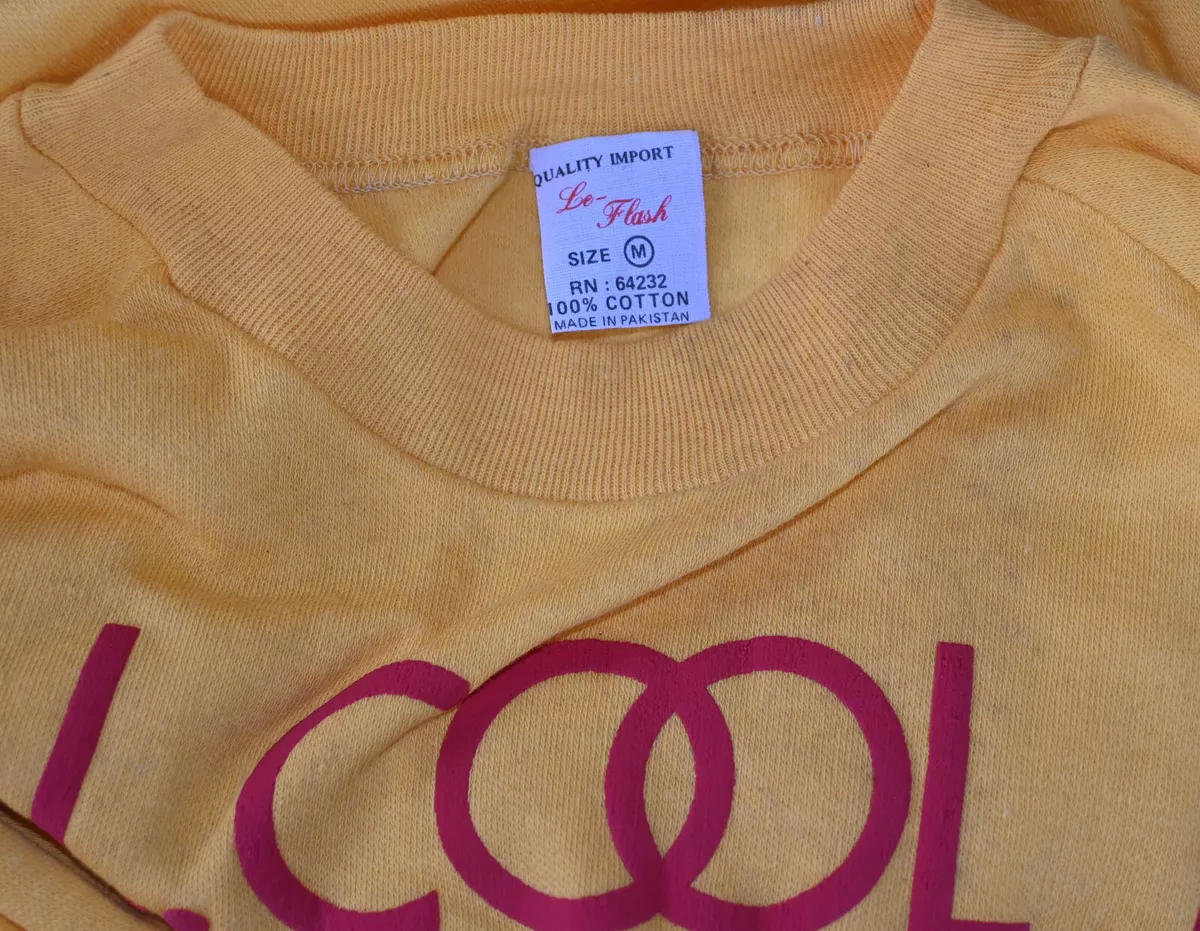 QUALITY IMPORT
Le-
Flash
SIZE M
RN : 64232
100% COTTON
MADE IN PAKISTAN
COOL